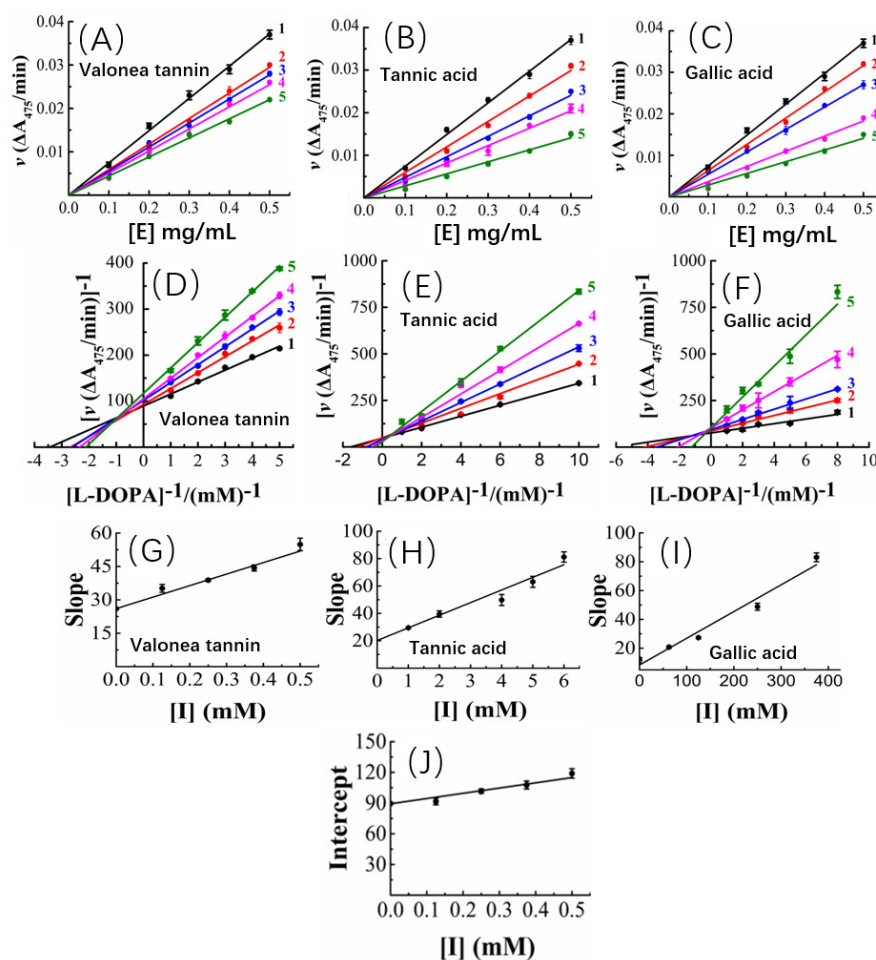 (A) Valonea tannin
v (ΔA475/min)
0.04
0.03
0.02
0.01
0.0 0.1 0.2 0.3 0.4 0.5
[E] mg/mL
1
2
3
4
5
(B) Tannic acid
v (ΔA475/min)
0.04
0.03
0.02
0.01
0.0 0.1 0.2 0.3 0.4 0.5
[E] mg/mL
1
2
3
4
5
(C) Gallic acid
v (ΔA475/min)
0.04
0.03
0.02
0.01
0.0 0.1 0.2 0.3 0.4 0.5
[E] mg/mL
1
2
3
4
5
(D)
[v (ΔA475/min)]-1
400
300
200
100
-4 -3 -2 -1 0 1 2 3 4 5
[L-DOPA]-1/(mM)-1
Valonea tannin
5
4
3
2
1
(E)
Tannic acid
[v (ΔA475/min)]-1
1000
750
500
250
-2 0 2 4 6 8 10
[L-DOPA]-1/(mM)-1
5
4
3
2
1
(F)
Gallic acid
[v (ΔA475/min)]-1
1000
750
500
250
-6 -4 -2 0 2 4 6 8 10
[L-DOPA]-1/(mM)-1
5
4
3
2
1
(G)
Slope
60
45
30
15
0.0 0.1 0.2 0.3 0.4 0.5
[I] (mM)
Valonea tannin
(H)
Slope
100
80
60
40
20
0 1 2 3 4 5 6
[I] (mM)
Tannic acid
(I)
Slope
100
80
60
40
20
0 100 200 300 400
[I] (mM)
Gallic acid
(J)
Intercept
150
120
90
60
30
0.0 0.1 0.2 0.3 0.4 0.5
[I] (mM)